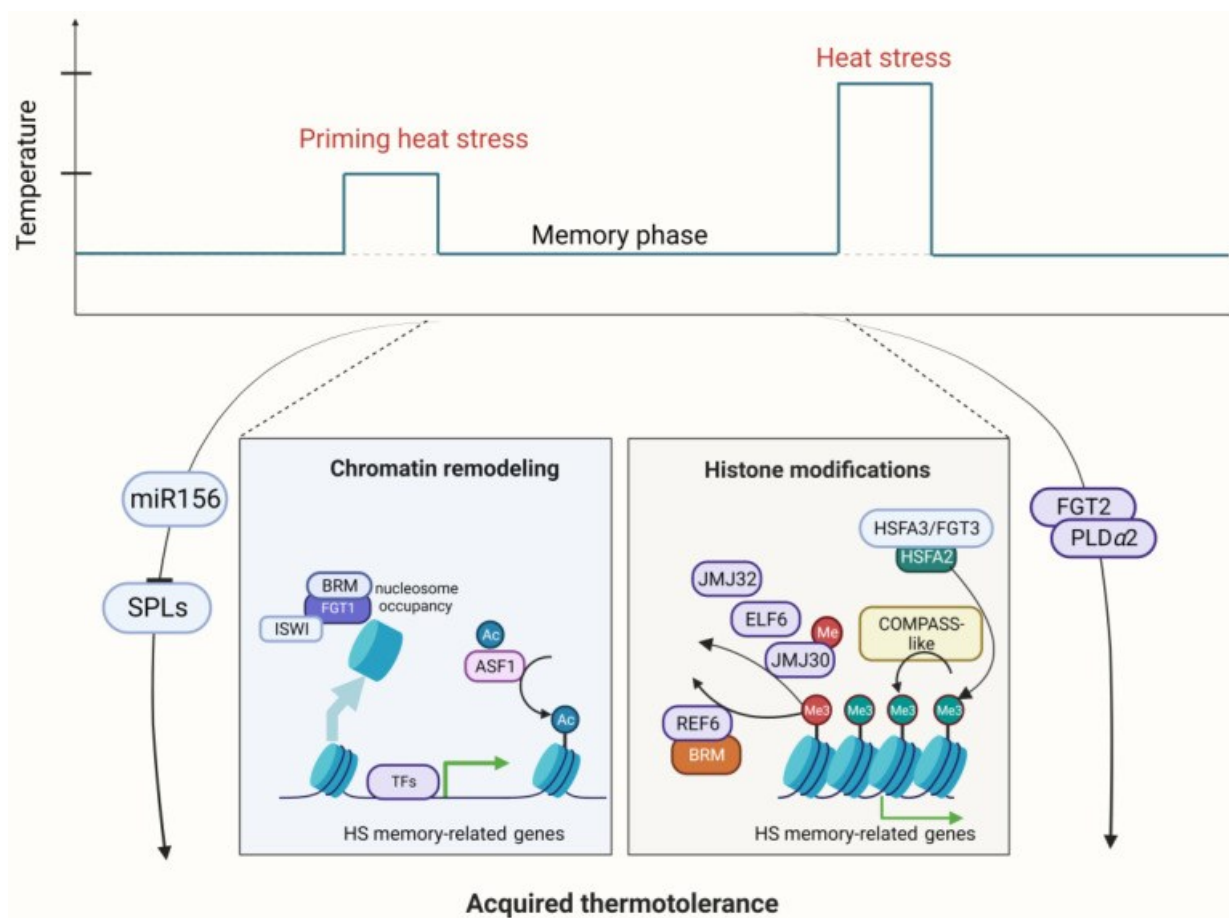 Heat stress
Priming heat stress
Temperature
Memory phase
Chromatin remodeling
Histone modifications
miR156
SPLs
BRM
FGT1
ISWI
nucleosome
occupancy
Ac
ASF1
Ac
TFs
HS memory-related genes
HSFA3/FGT3
HSFA2
JMJ32
ELF6
Me
JMJ30
COMPASS-
like
REF6
BRM
Me3
Me3
Me3
Me3
HS memory-related genes
FGT2
PLDα2
Acquired thermotolerance